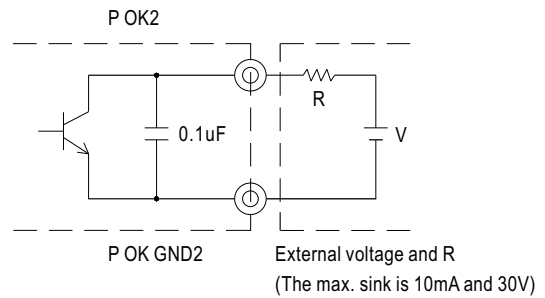 P OK2
R
0.1uF
V
P OK GND2
External voltage and R
(The max. sink is 10mA and 30V)